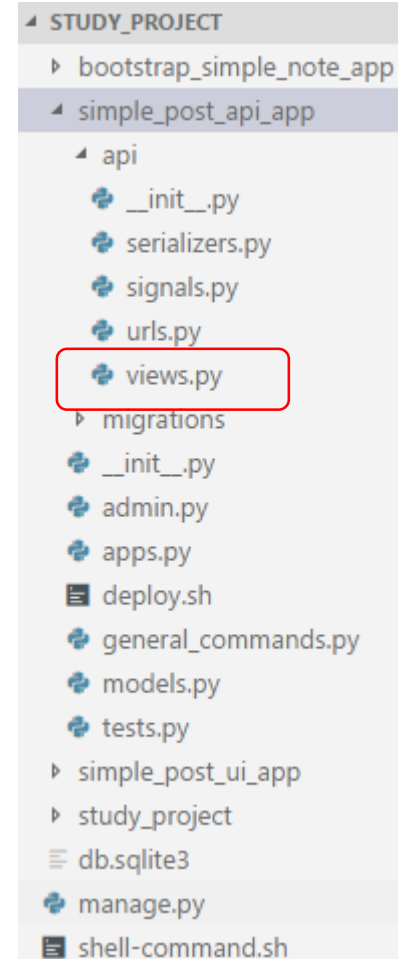 STUDY_PROJECT
bootstrap_simple_note_app
simple_post_api_app
api
__init__.py
serializers.py
signals.py
urls.py
views.py
migrations
__init__.py
admin.py
apps.py
deploy.sh
general_commands.py
models.py
tests.py
simple_post_ui_app
study_project
db.sqlite3
manage.py
shell-command.sh